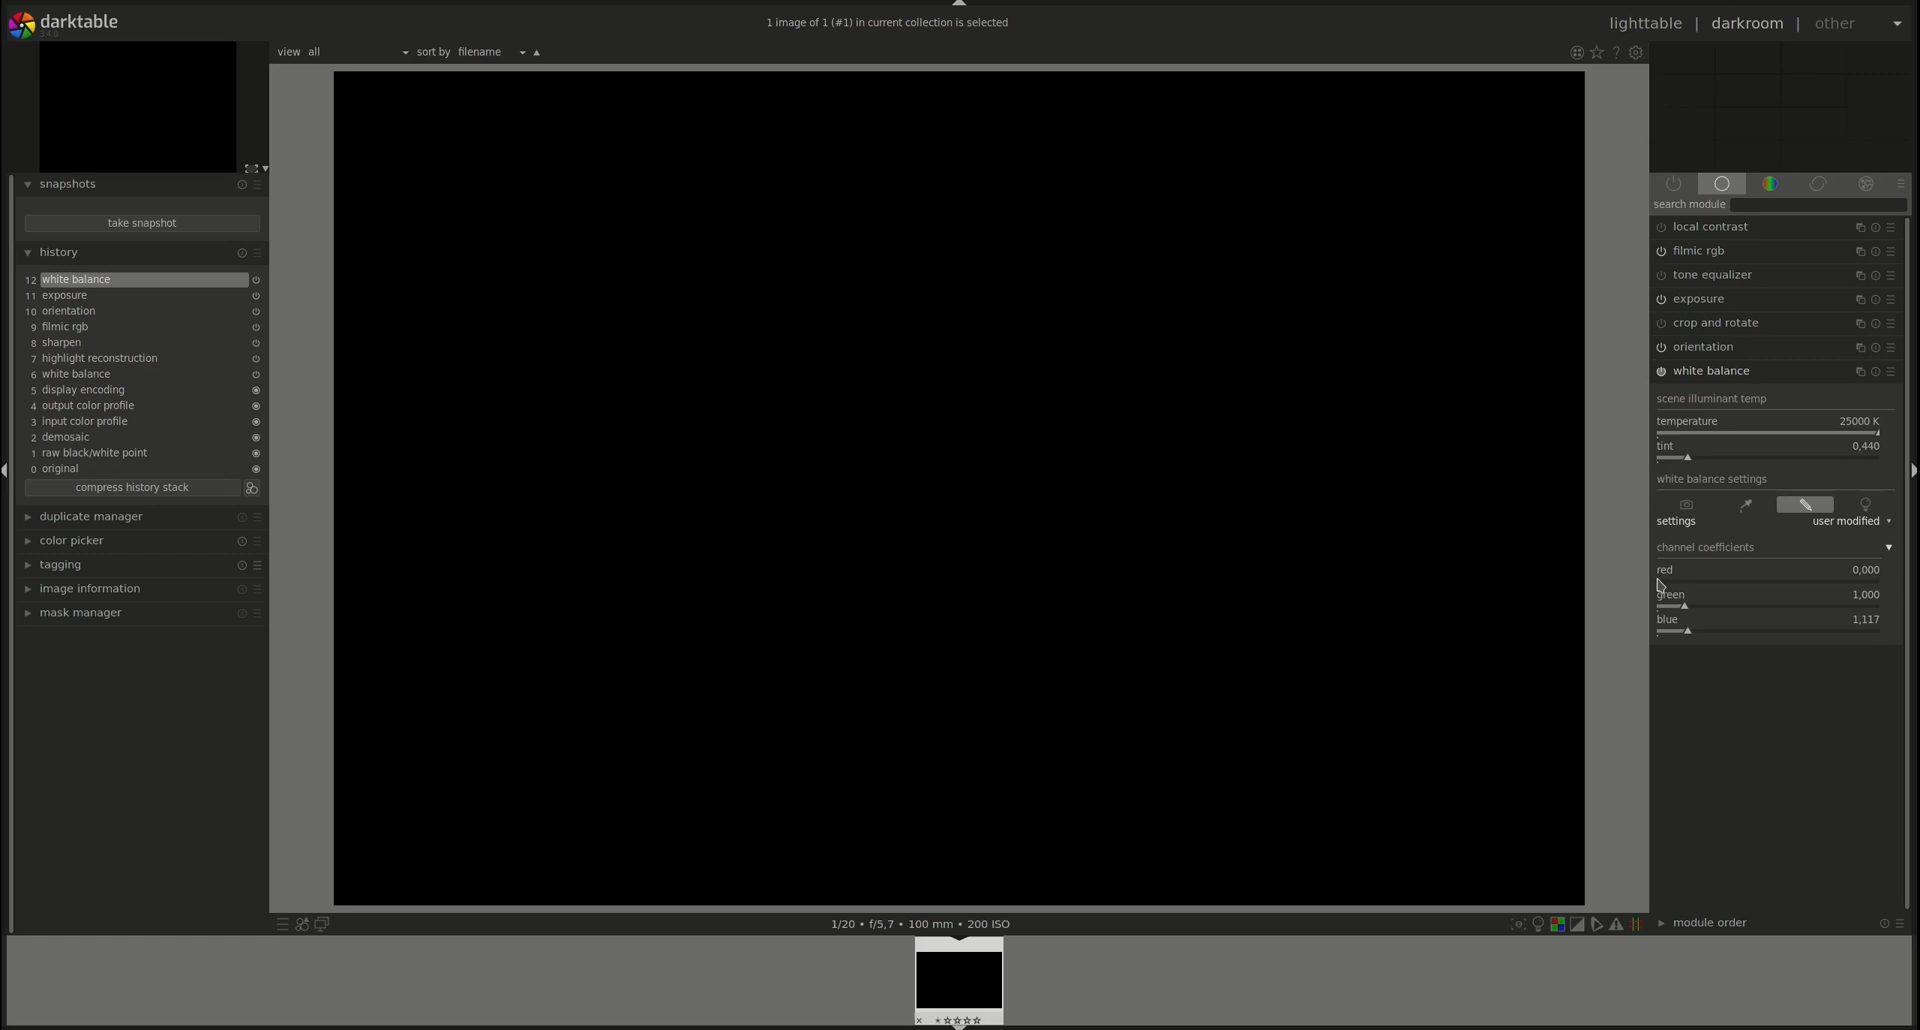 darktable
3.4.0
1 image of 1 (#1) in current collection is selected
lighttable | darkroom | other
view all sort by filename
snapshots
take snapshot
history
12 white balance
11 exposure
10 orientation
9 filmic rgb
8 sharpen
7 highlight reconstruction
6 white balance
5 display encoding
4 output color profile
3 input color profile
2 demosaic
1 raw black/white point
0 original
compress history stack
duplicate manager
color picker
tagging
image information
mask manager
search module
local contrast
filmic rgb
tone equalizer
exposure
crop and rotate
orientation
white balance
scene illuminant temp
temperature 25000 K
tint 0,440
white balance settings
settings user modified
channel coefficients
red 0,000
green 1,000
blue 1,117
module order
1/20 • f/5,7 • 100 mm • 200 ISO